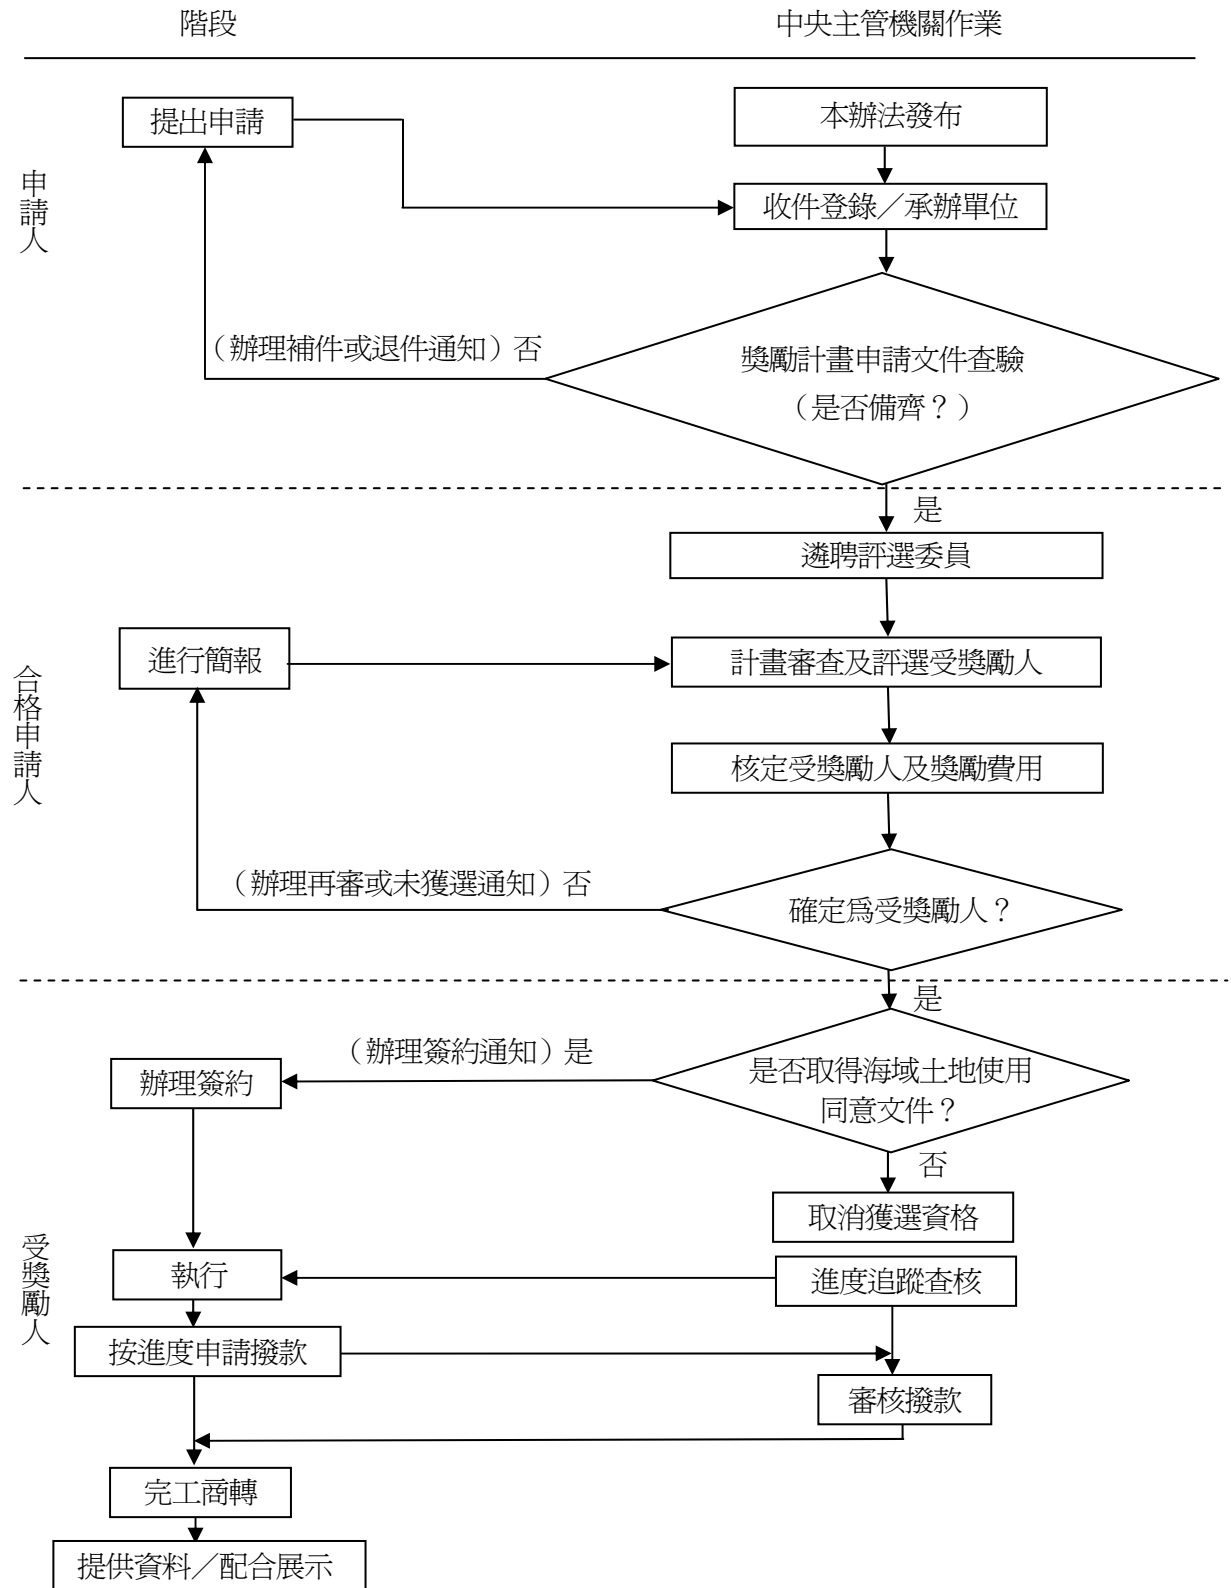 階段
中央主管機關作業
提出申請
本辦法發布
收件登錄／承辦單位
申請人
（辦理補件或退件通知）否
獎勵計畫申請文件查驗
（是否備齊？）
是
遴聘評選委員
進行簡報
計畫審查及評選受獎勵人
合格申請人
核定受獎勵人及獎勵費用
（辦理再審或未獲選通知）否
確定為受獎勵人？
是
（辦理簽約通知）是
是否取得海域土地使用
同意文件？
辦理簽約
否
取消獲選資格
受獎勵人
執行
進度追蹤查核
按進度申請撥款
審核撥款
完工商轉
提供資料／配合展示